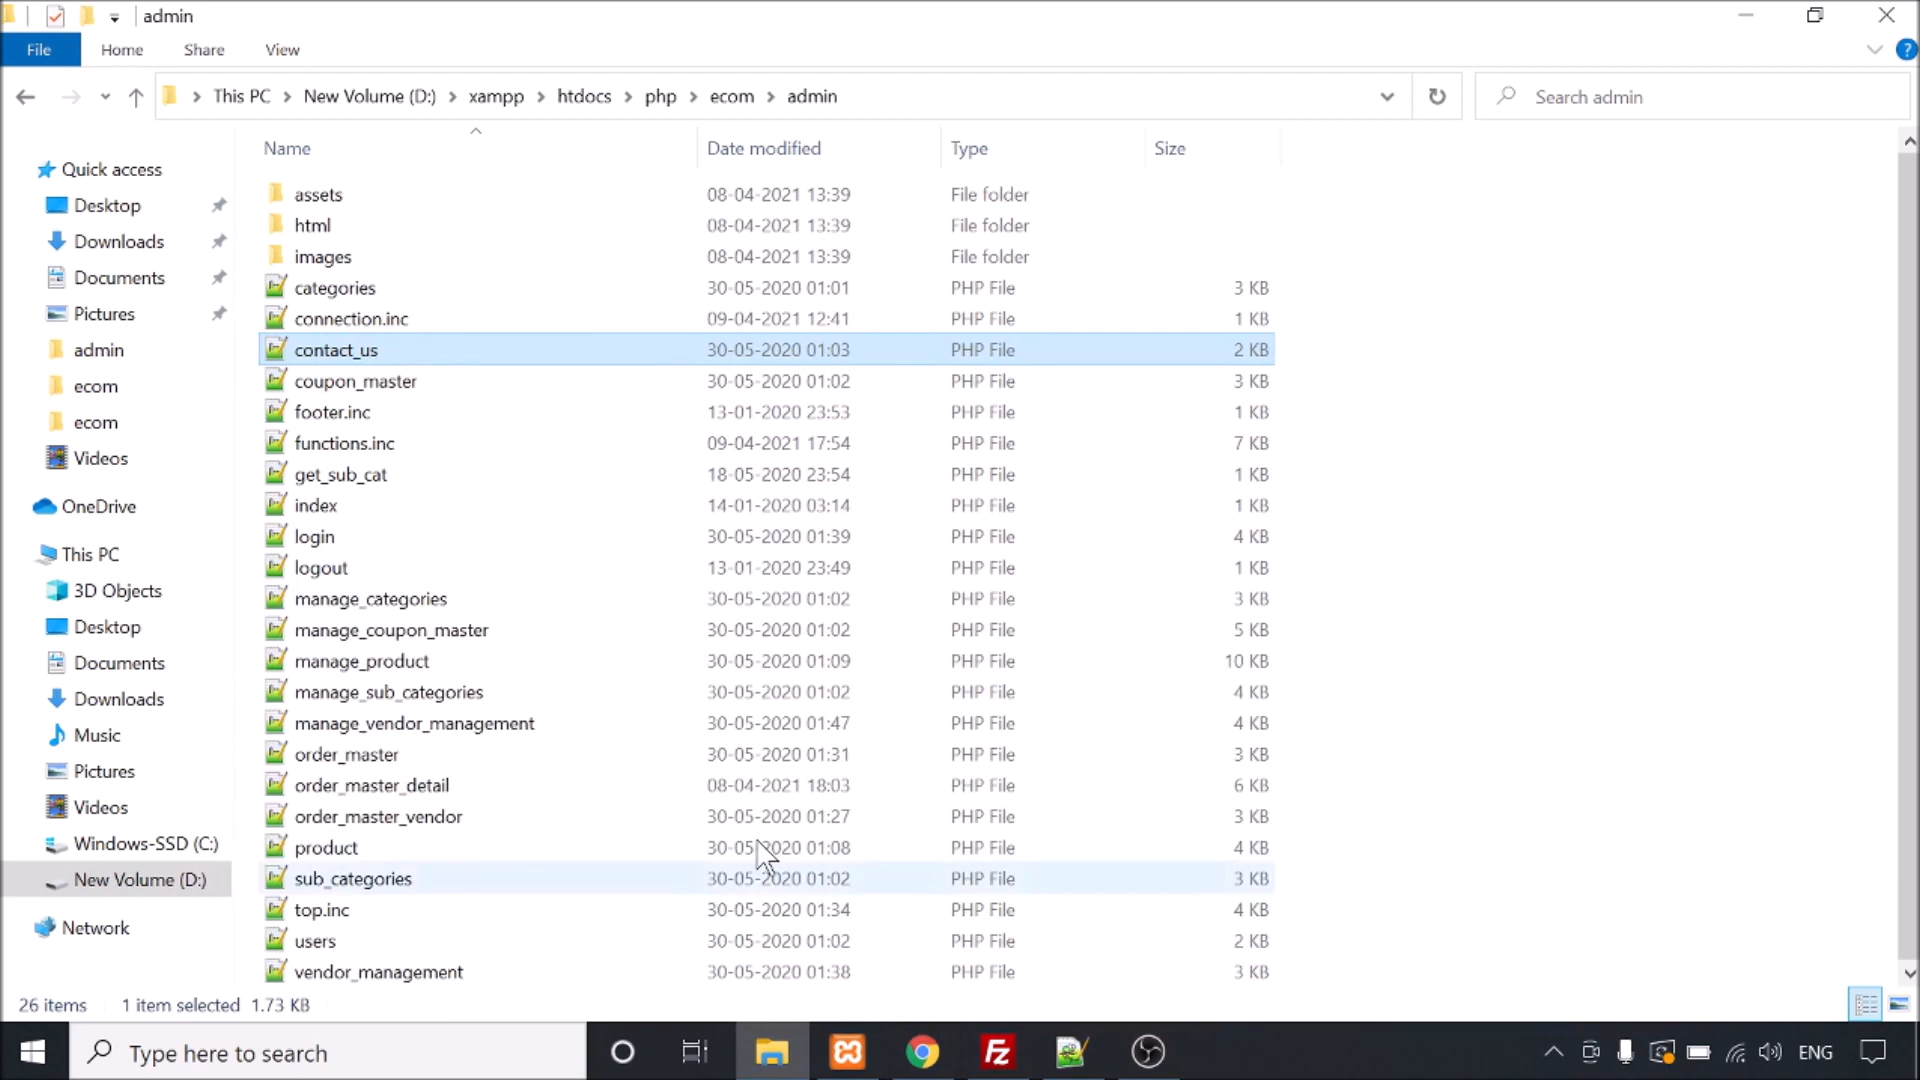 admin
File Home Share View
This PC New Volume (D:) xampp htdocs php ecom admin
Search admin
Name Date modified Type Size
Quick access
Desktop
Downloads
Documents
Pictures
admin
ecom
ecom
Videos
OneDrive
This PC
3D Objects
Desktop
Documents
Downloads
Music
Pictures
Videos
Windows-SSD (C:)
New Volume (D:)
Network
assets 08-04-2021 13:39 File folder
html 08-04-2021 13:39 File folder
images 08-04-2021 13:39 File folder
categories 30-05-2020 01:01 PHP File 3 KB
connection.inc 09-04-2021 12:41 PHP File 1 KB
contact_us 30-05-2020 01:03 PHP File 2 KB
coupon_master 30-05-2020 01:02 PHP File 3 KB
footer.inc 13-01-2020 23:53 PHP File 1 KB
functions.inc 09-04-2021 17:54 PHP File 7 KB
get_sub_cat 18-05-2020 23:54 PHP File 1 KB
index 14-01-2020 03:14 PHP File 1 KB
login 30-05-2020 01:39 PHP File 4 KB
logout 13-01-2020 23:49 PHP File 1 KB
manage_categories 30-05-2020 01:02 PHP File 3 KB
manage_coupon_master 30-05-2020 01:02 PHP File 5 KB
manage_product 30-05-2020 01:09 PHP File 10 KB
manage_sub_categories 30-05-2020 01:02 PHP File 4 KB
manage_vendor_management 30-05-2020 01:47 PHP File 4 KB
order_master 30-05-2020 01:31 PHP File 3 KB
order_master_detail 08-04-2021 18:03 PHP File 6 KB
order_master_vendor 30-05-2020 01:27 PHP File 3 KB
product 30-05-2020 01:08 PHP File 4 KB
sub_categories 30-05-2020 01:02 PHP File 3 KB
top.inc 30-05-2020 01:34 PHP File 4 KB
users 30-05-2020 01:02 PHP File 2 KB
vendor_management 30-05-2020 01:38 PHP File 3 KB
26 items 1 item selected 1.73 KB
Type here to search
ENG